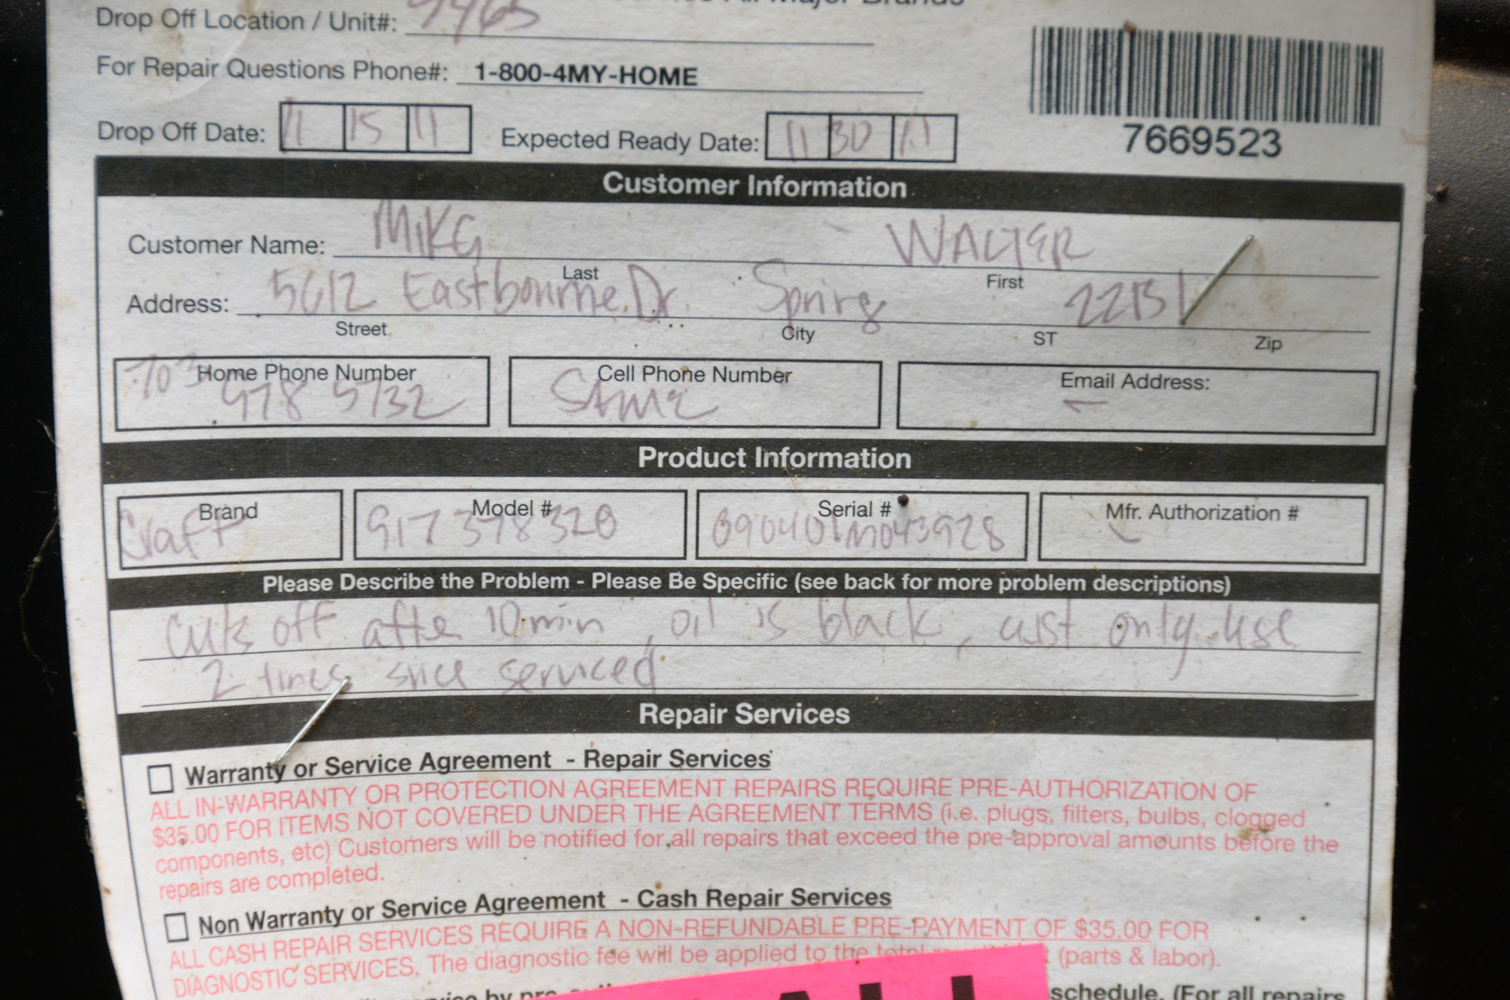 All Major Brands
Drop Off Location / Unit#: 9465
For Repair Questions Phone#: 1-800-4MY-HOME
Drop Off Date: 11 15 11 Expected Ready Date: 11 30 11
7669523
Customer Information
Customer Name: MIKE WALTER
Last First
Address: 5612 Eastbourne Dr. Spring 22151
Street City ST Zip
Home Phone Number Cell Phone Number Email Address:
703 978 5732 SAME
Product Information
Brand Model # Serial # Mfr. Authorization #
Craft 917 378320 090401M043928
Please Describe the Problem - Please Be Specific (see back for more problem descriptions)
Cuts off afte 10 min, oil is black, cust only use
2 times since serviced
Repair Services
Warranty or Service Agreement - Repair Services
ALL IN-WARRANTY OR PROTECTION AGREEMENT REPAIRS REQUIRE PRE-AUTHORIZATION OF
$35.00 FOR ITEMS NOT COVERED UNDER THE AGREEMENT TERMS (i.e. plugs, filters, bulbs, clogged
components, etc) Customers will be notified for all repairs that exceed the pre-approval amounts before the
repairs are completed.
Non Warranty or Service Agreement - Cash Repair Services
ALL CASH REPAIR SERVICES REQUIRE A NON-REFUNDABLE PRE-PAYMENT OF $35.00 FOR
DIAGNOSTIC SERVICES. The diagnostic fee will be applied to the total (parts & labor).
by schedule. (For all repairs